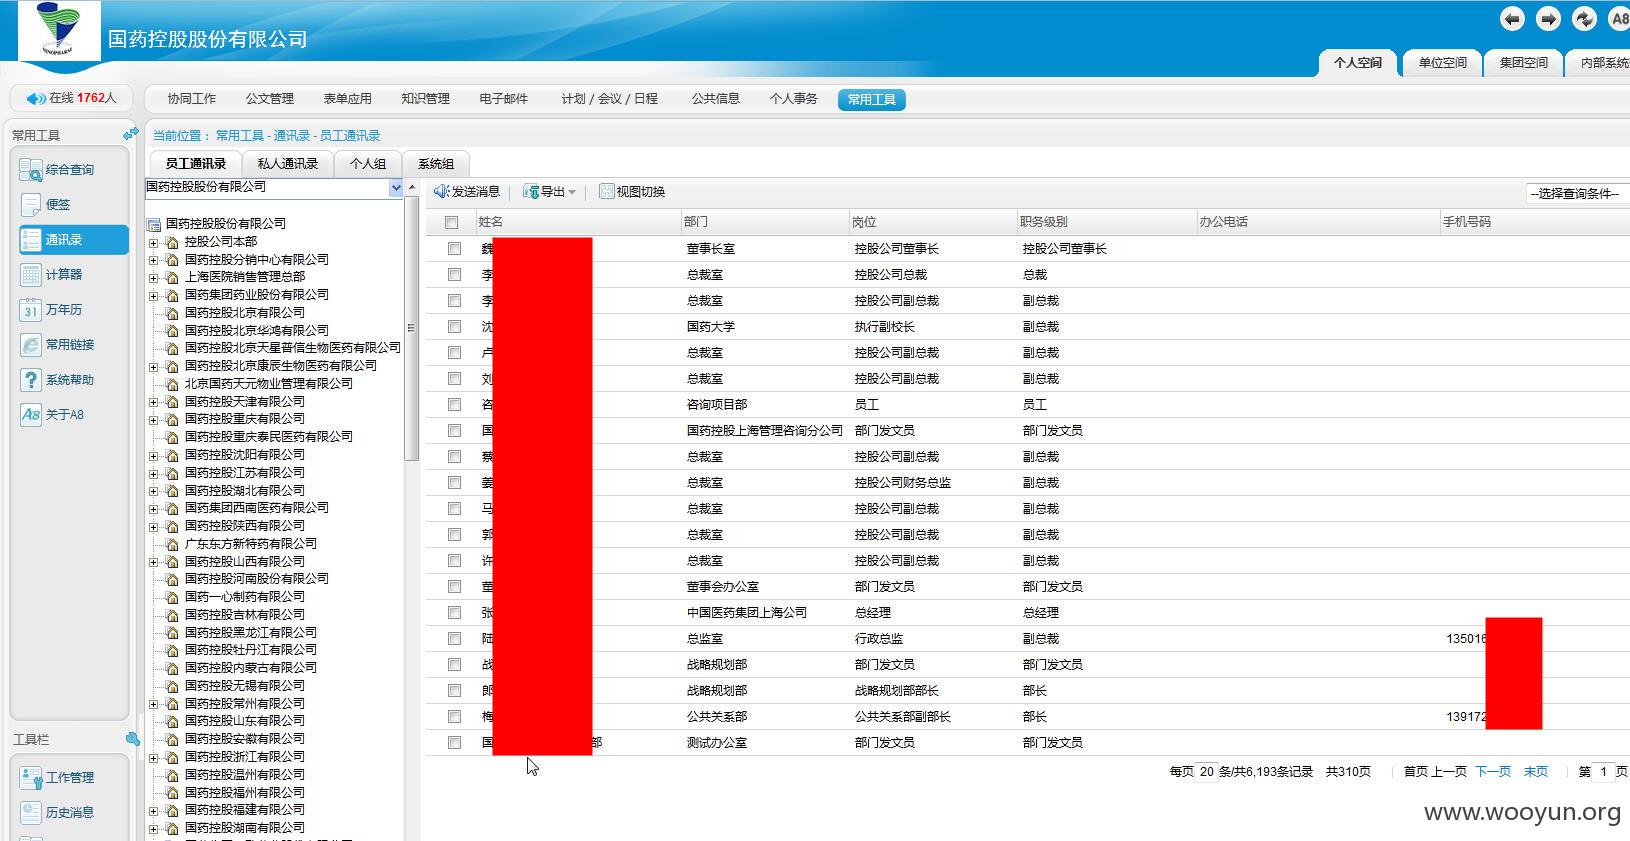 SINOPHARM
国药控股股份有限公司
A8
个人空间 单位空间 集团空间 内部系统
在线 1762人
协同工作 公文管理 表单应用 知识管理 电子邮件 计划 / 会议 / 日程 公共信息 个人事务 常用工具
常用工具
当前位置： 常用工具 - 通讯录 - 员工通讯录
员工通讯录 私人通讯录 个人组 系统组
综合查询
便签
通讯录
计算器
31 万年历
常用链接
系统帮助
A8 关于A8
工具栏
工作管理
历史消息
国药控股股份有限公司
国药控股股份有限公司
控股公司本部
国药控股分销中心有限公司
上海医院销售管理总部
国药集团药业股份有限公司
国药控股北京有限公司
国药控股北京华鸿有限公司
国药控股北京天星普信生物医药有限公司
国药控股北京康辰生物医药有限公司
北京国药天元物业管理有限公司
国药控股天津有限公司
国药控股重庆有限公司
国药控股重庆泰民医药有限公司
国药控股沈阳有限公司
国药控股江苏有限公司
国药控股湖北有限公司
国药集团西南医药有限公司
国药控股陕西有限公司
广东东方新特药有限公司
国药控股山西有限公司
国药控股河南股份有限公司
国药一心制药有限公司
国药控股吉林有限公司
国药控股黑龙江有限公司
国药控股牡丹江有限公司
国药控股内蒙古有限公司
国药控股无锡有限公司
国药控股常州有限公司
国药控股山东有限公司
国药控股安徽有限公司
国药控股浙江有限公司
国药控股温州有限公司
国药控股福州有限公司
国药控股福建有限公司
国药控股湖南有限公司
发送消息 导出 视图切换
--选择查询条件--
姓名 部门 岗位 职务级别 办公电话 手机号码
魏 董事长室 控股公司董事长 控股公司董事长
李 总裁室 控股公司总裁 总裁
李 总裁室 控股公司副总裁 副总裁
沈 国药大学 执行副校长 副总裁
卢 总裁室 控股公司副总裁 副总裁
刘 总裁室 控股公司副总裁 副总裁
咨 咨询项目部 员工 员工
国 国药控股上海管理咨询分公司 部门发文员 部门发文员
蔡 总裁室 控股公司副总裁 副总裁
姜 总裁室 控股公司财务总监 副总裁
马 总裁室 控股公司副总裁 副总裁
郭 总裁室 控股公司副总裁 副总裁
许 总裁室 控股公司副总裁 副总裁
董 董事会办公室 部门发文员 部门发文员
张 中国医药集团上海公司 总经理 总经理
陆 总监室 行政总监 副总裁 135016
战 战略规划部 部门发文员 部门发文员
郎 战略规划部 战略规划部部长 部长
梅 公共关系部 公共关系部副部长 部长 139172
国 部 测试办公室 部门发文员 部门发文员
每页 20 条/共6,193条记录 共310页 首页 上一页 下一页 末页 第 1 页
www.wooyun.org